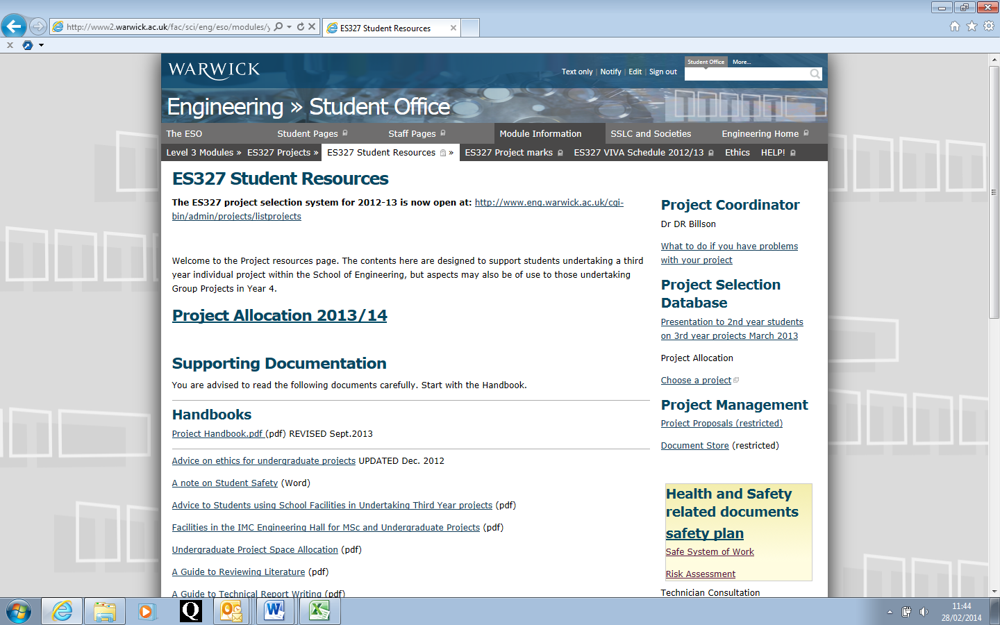 http://www2.warwick.ac.uk/fac/sci/eng/eso/modules/y
ES327 Student Resources
x
WARWICK
Text only | Notify | Edit | Sign out
Student Office More...
Engineering » Student Office
The ESO Student Pages Staff Pages Module Information SSLC and Societies Engineering Home
Level 3 Modules » ES327 Projects » ES327 Student Resources » ES327 Project marks ES327 VIVA Schedule 2012/13 Ethics HELP!
ES327 Student Resources
The ES327 project selection system for 2012-13 is now open at: http://www.eng.warwick.ac.uk/cgi-
bin/admin/projects/listprojects
Welcome to the Project resources page. The contents here are designed to support students undertaking a third
year individual project within the School of Engineering, but aspects may also be of use to those undertaking
Group Projects in Year 4.
Project Allocation 2013/14
Supporting Documentation
You are advised to read the following documents carefully. Start with the Handbook.
Handbooks
Project Handbook.pdf (pdf) REVISED Sept.2013
Advice on ethics for undergraduate projects UPDATED Dec. 2012
A note on Student Safety (Word)
Advice to Students using School Facilities in Undertaking Third Year projects (pdf)
Facilities in the IMC Engineering Hall for MSc and Undergraduate Projects (pdf)
Undergraduate Project Space Allocation (pdf)
A Guide to Reviewing Literature (pdf)
A Guide to Technical Report Writing (pdf)
Project Coordinator
Dr DR Billson
What to do if you have problems
with your project
Project Selection
Database
Presentation to 2nd year students
on 3rd year projects March 2013
Project Allocation
Choose a project
Project Management
Project Proposals (restricted)
Document Store (restricted)
Health and Safety
related documents
safety plan
Safe System of Work
Risk Assessment
Technician Consultation
Q
11:44
28/02/2014